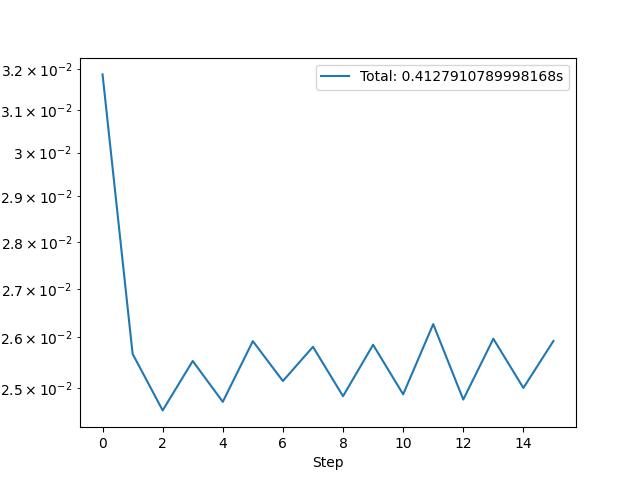 Total: 0.4127910789998168s
3.2 × 10⁻²
3.1 × 10⁻²
3 × 10⁻²
2.9 × 10⁻²
2.8 × 10⁻²
2.7 × 10⁻²
2.6 × 10⁻²
2.5 × 10⁻²
0 2 4 6 8 10 12 14
Step